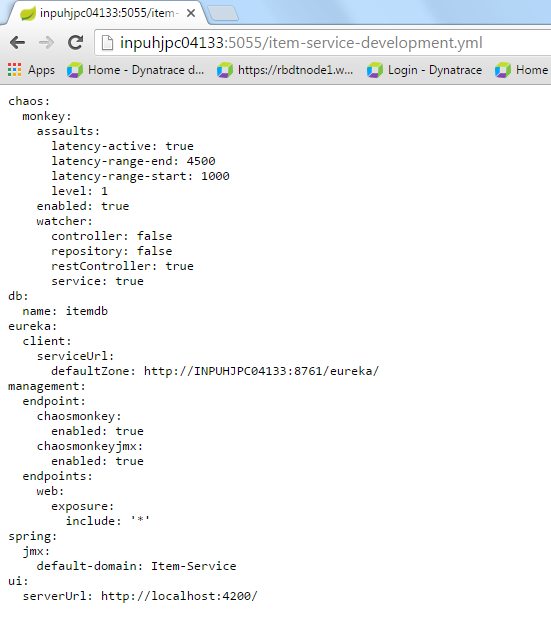 inpuhjpc04133:5055/item-
inpuhjpc04133:5055/item-service-development.yml
Apps Home - Dynatrace d... https://rbdtnode1.w... Login - Dynatrace Home - Dynatrace
chaos:
  monkey:
    assaults:
      latency-active: true
      latency-range-end: 4500
      latency-range-start: 1000
      level: 1
    enabled: true
    watcher:
      controller: false
      repository: false
      restController: true
      service: true
db:
  name: itemdb
eureka:
  client:
    serviceUrl:
      defaultZone: http://INPUHJPC04133:8761/eureka/
management:
  endpoint:
    chaosmonkey:
      enabled: true
    chaosmonkeyjmx:
      enabled: true
  endpoints:
    web:
      exposure:
        include: '*'
spring:
  jmx:
    default-domain: Item-Service
ui:
  serverUrl: http://localhost:4200/